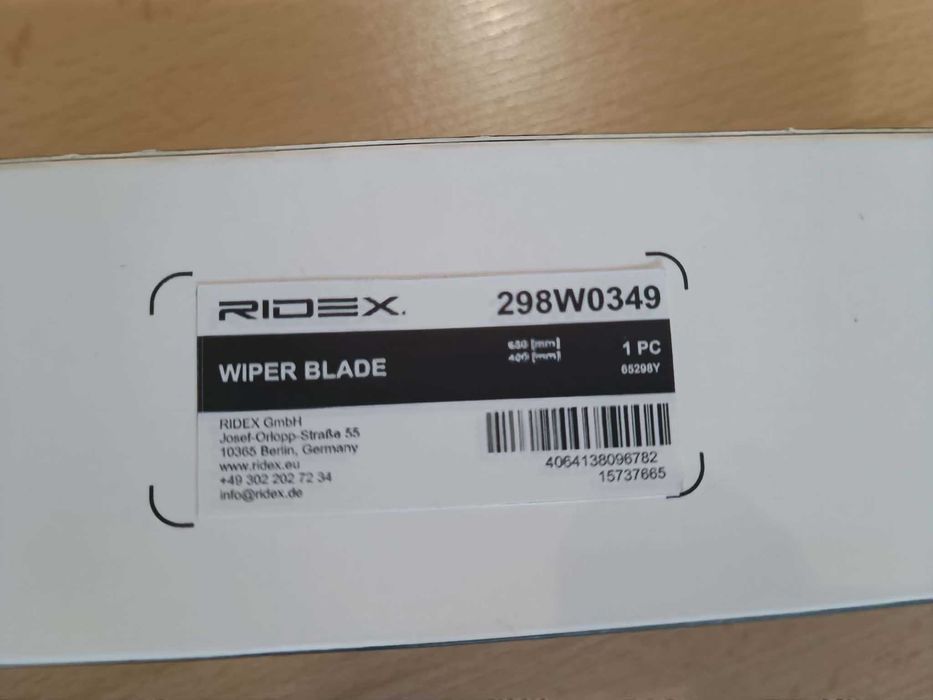 RIDEX.
298W0349
WIPER BLADE
[mm]
400 [mm]
1 PC
65298Y
RIDEX GmbH
Josef-Orlopp-Straße 55
10365 Berlin, Germany
www.ridex.eu
+49 302 202 72 34
info@ridex.de
4064138096782
15737665